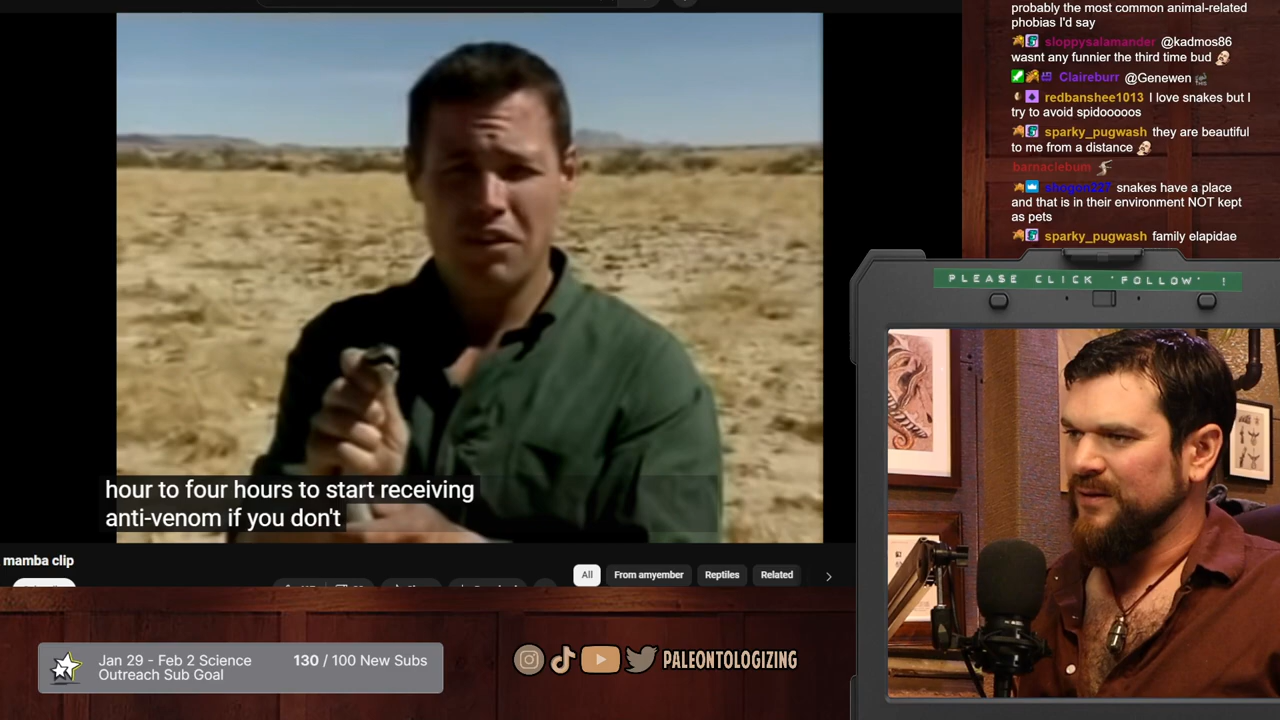 probably the most common animal-related
phobias I'd say
sloppysalamander @kadmos86
wasnt any funnier the third time bud
Claireburr @Genewen
redbanshee1013 I love snakes but I
try to avoid spidooooos
sparky_pugwash they are beautiful
to me from a distance
barnaclebum
shogon227 snakes have a place
and that is in their environment NOT kept
as pets
sparky_pugwash family elapidae
PLEASE CLICK 'FOLLOW' !
hour to four hours to start receiving
anti-venom if you don't
mamba clip
All From amyember Reptiles Related
Jan 29 - Feb 2 Science 130 / 100 New Subs
Outreach Sub Goal
PALEONTOLOGIZING